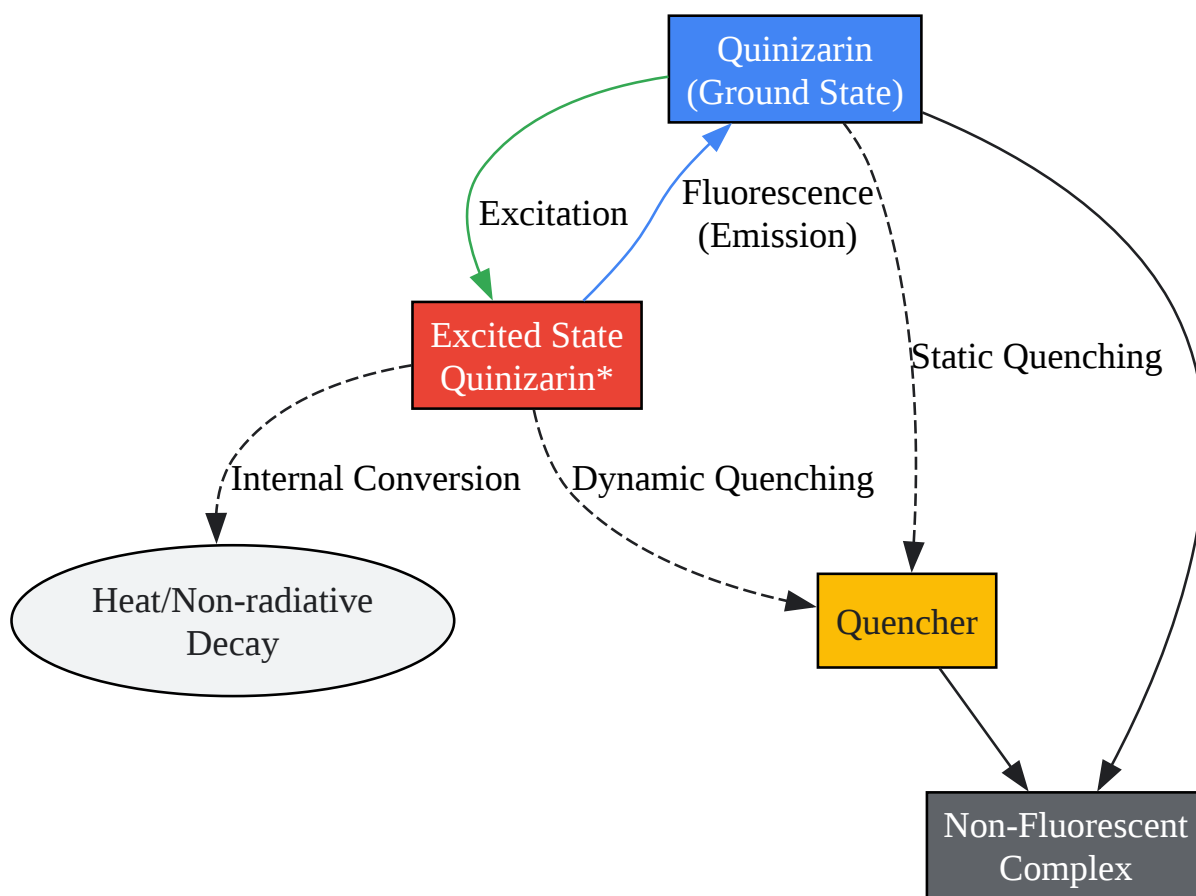 Quinizarin
(Ground State)
Excitation
Fluorescence
(Emission)
Excited State
Quinizarin*
Static Quenching
Internal Conversion
Dynamic Quenching
Heat/Non-radiative
Decay
Quencher
Non-Fluorescent
Complex